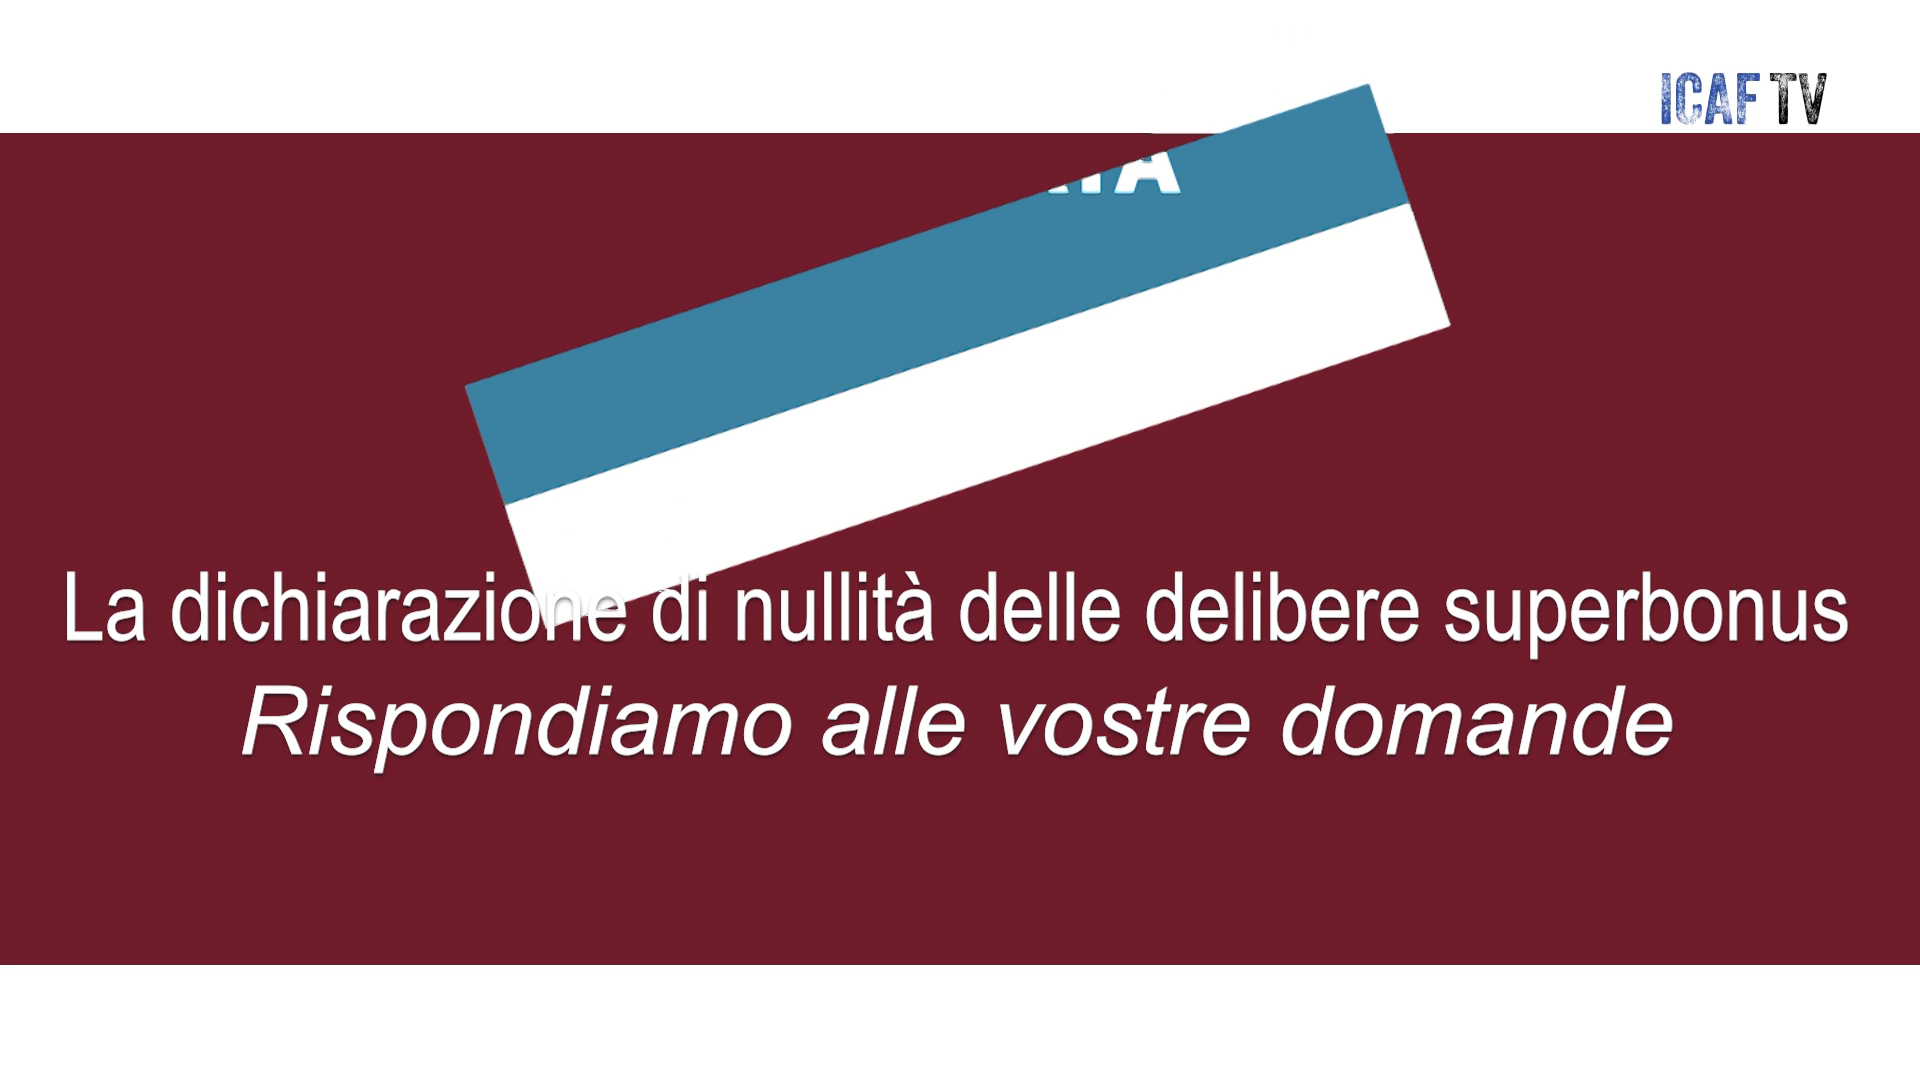 ICAF TV
La dichiarazione di nullità delle delibere superbonus
Rispondiamo alle vostre domande